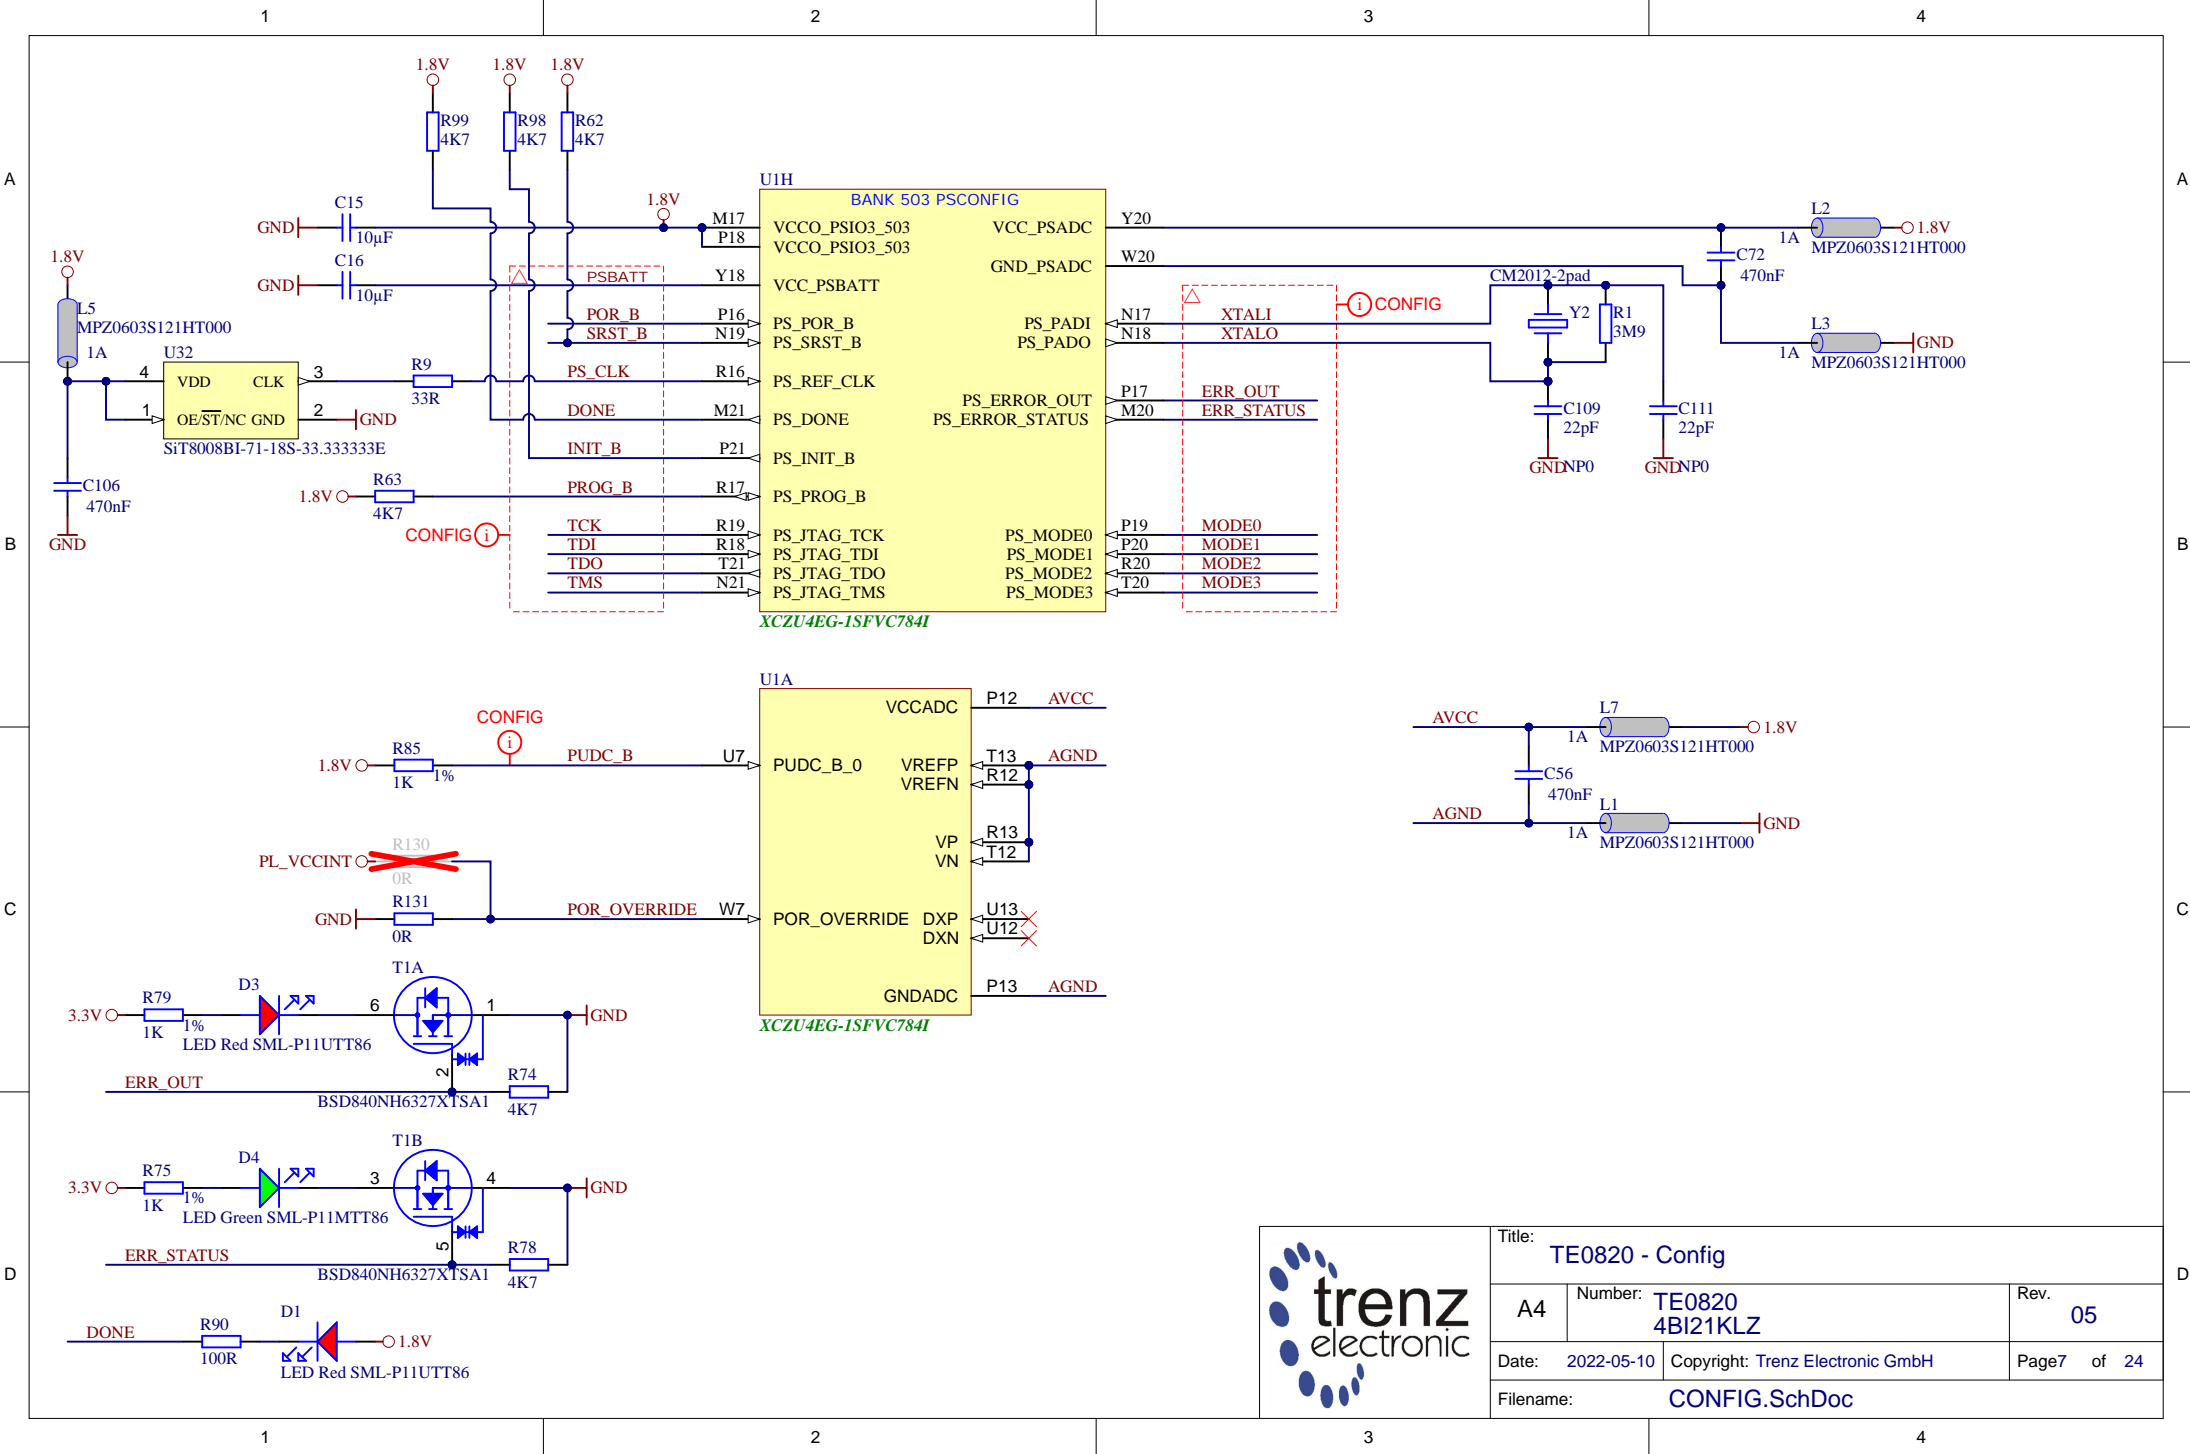 1 2 3 4
A A
B B
C C
D D
1.8V 1.8V 1.8V
R99 R98 R62
4K7 4K7 4K7
U1H
BANK 503 PSCONFIG
C15
GND 10µF
1.8V
M17 VCCO_PSIO3_503
P18 VCCO_PSIO3_503
C16
GND 10µF
PSBATT Y18 VCC_PSBATT
POR_B P16 PS_POR_B
SRST_B N19 PS_SRST_B
1.8V
L5
MPZ0603S121HT000
1A
U32
4 VDD CLK 3
1 OE/ST/NC GND 2 GND
SiT8008BI-71-18S-33.333333E
C106
470nF
GND
R9
33R
PS_CLK R16 PS_REF_CLK
DONE M21 PS_DONE
INIT_B P21 PS_INIT_B
1.8V R63
4K7
PROG_B R17 PS_PROG_B
CONFIG i
TCK R19 PS_JTAG_TCK
TDI R18 PS_JTAG_TDI
TDO T21 PS_JTAG_TDO
TMS N21 PS_JTAG_TMS
VCC_PSADC Y20
GND_PSADC W20
PS_PADI N17 XTALI
PS_PADO N18 XTALO
PS_ERROR_OUT P17 ERR_OUT
PS_ERROR_STATUS M20 ERR_STATUS
PS_MODE0 P19 MODE0
PS_MODE1 P20 MODE1
PS_MODE2 R20 MODE2
PS_MODE3 T20 MODE3
XCZU4EG-1SFVC784I
i CONFIG
CM2012-2pad
Y2
R1
3M9
C109
22pF
GND NP0
C111
22pF
GND NP0
L2
1A
MPZ0603S121HT000
1.8V
C72
470nF
L3
1A
MPZ0603S121HT000
GND
U1A
CONFIG
i
1.8V R85
1K 1%
PUDC_B U7 PUDC_B_0
PL_VCCINT R130
0R
GND R131
0R
POR_OVERRIDE W7 POR_OVERRIDE
VCCADC P12 AVCC
VREFP T13 AGND
VREFN R12
VP R13
VN T12
DXP U13
DXN U12
GNDADC P13 AGND
XCZU4EG-1SFVC784I
AVCC L7
1A
MPZ0603S121HT000
1.8V
C56
470nF
AGND L1
1A
MPZ0603S121HT000
GND
T1A
3.3V R79
1K 1%
D3
LED Red SML-P11UTT86
6 1 GND
2
ERR_OUT
BSD840NH6327XTSA1
R74
4K7
T1B
3.3V R75
1K 1%
D4
LED Green SML-P11MTT86
3 4 GND
5
ERR_STATUS
BSD840NH6327XTSA1
R78
4K7
DONE R90
100R
D1
1.8V
LED Red SML-P11UTT86
trenz
electronic
Title:
TE0820 - Config
A4 Number: TE0820
4BI21KLZ
Rev.
05
Date: 2022-05-10 Copyright: Trenz Electronic GmbH Page7 of 24
Filename: CONFIG.SchDoc
1 2 3 4